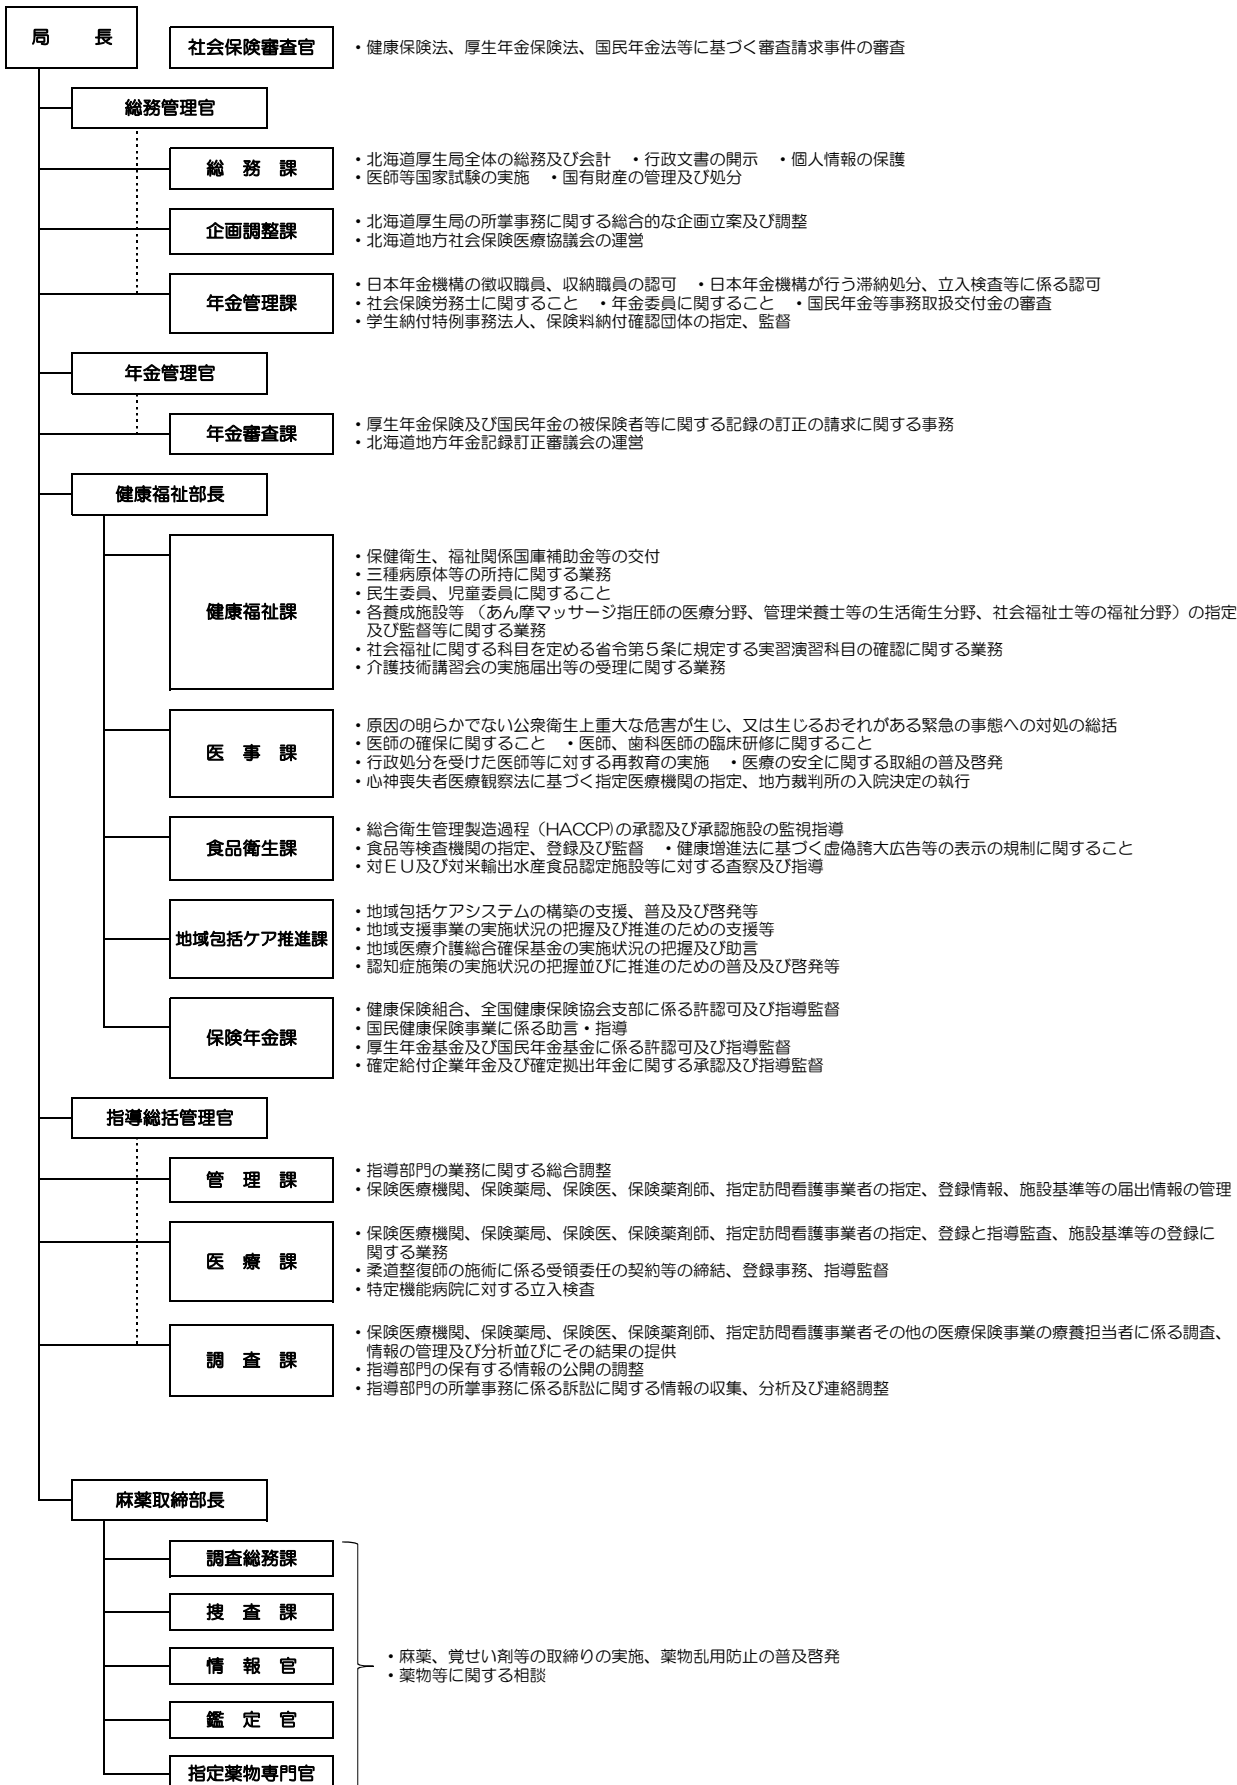 局　長
社会保険審査官
・健康保険法、厚生年金保険法、国民年金法等に基づく審査請求事件の審査
総務管理官
総　務　課
・北海道厚生局全体の総務及び会計　・行政文書の開示　・個人情報の保護
・医師等国家試験の実施　・国有財産の管理及び処分
企画調整課
・北海道厚生局の所掌事務に関する総合的な企画立案及び調整
・北海道地方社会保険医療協議会の運営
年金管理課
・日本年金機構の徴収職員、収納職員の認可　・日本年金機構が行う滞納処分、立入検査等に係る認可
・社会保険労務士に関すること　・年金委員に関すること　・国民年金等事務取扱交付金の審査
・学生納付特例事務法人、保険料納付確認団体の指定、監督
年金管理官
年金審査課
・厚生年金保険及び国民年金の被保険者等に関する記録の訂正の請求に関する事務
・北海道地方年金記録訂正審議会の運営
健康福祉部長
健康福祉課
・保健衛生、福祉関係国庫補助金等の交付
・三種病原体等の所持に関する業務
・民生委員、児童委員に関すること
・各養成施設等 （あん摩マッサージ指圧師の医療分野、管理栄養士等の生活衛生分野、社会福祉士等の福祉分野）の指定
及び監督等に関する業務
・社会福祉に関する科目を定める省令第５条に規定する実習演習科目の確認に関する業務
・介護技術講習会の実施届出等の受理に関する業務
医　事　課
・原因の明らかでない公衆衛生上重大な危害が生じ、又は生じるおそれがある緊急の事態への対処の総括
・医師の確保に関すること　・医師、歯科医師の臨床研修に関すること
・行政処分を受けた医師等に対する再教育の実施　・医療の安全に関する取組の普及啓発
・心神喪失者医療観察法に基づく指定医療機関の指定、地方裁判所の入院決定の執行
食品衛生課
・総合衛生管理製造過程（HACCP)の承認及び承認施設の監視指導
・食品等検査機関の指定、登録及び監督　・健康増進法に基づく虚偽誇大広告等の表示の規制に関すること
・対ＥＵ及び対米輸出水産食品認定施設等に対する査察及び指導
地域包括ケア推進課
・地域包括ケアシステムの構築の支援、普及及び啓発等
・地域支援事業の実施状況の把握及び推進のための支援等
・地域医療介護総合確保基金の実施状況の把握及び助言
・認知症施策の実施状況の把握並びに推進のための普及及び啓発等
保険年金課
・健康保険組合、全国健康保険協会支部に係る許認可及び指導監督
・国民健康保険事業に係る助言・指導
・厚生年金基金及び国民年金基金に係る許認可及び指導監督
・確定給付企業年金及び確定拠出年金に関する承認及び指導監督
指導総括管理官
管　理　課
・指導部門の業務に関する総合調整
・保険医療機関、保険薬局、保険医、保険薬剤師、指定訪問看護事業者の指定、登録情報、施設基準等の届出情報の管理
医　療　課
・保険医療機関、保険薬局、保険医、保険薬剤師、指定訪問看護事業者の指定、登録と指導監査、施設基準等の登録に
関する業務
・柔道整復師の施術に係る受領委任の契約等の締結、登録事務、指導監督
・特定機能病院に対する立入検査
調　査　課
・保険医療機関、保険薬局、保険医、保険薬剤師、指定訪問看護事業者その他の医療保険事業の療養担当者に係る調査、
情報の管理及び分析並びにその結果の提供
・指導部門の保有する情報の公開の調整
・指導部門の所掌事務に係る訴訟に関する情報の収集、分析及び連絡調整
麻薬取締部長
調査総務課
捜　査　課
情　報　官
・麻薬、覚せい剤等の取締りの実施、薬物乱用防止の普及啓発
・薬物等に関する相談
鑑　定　官
指定薬物専門官